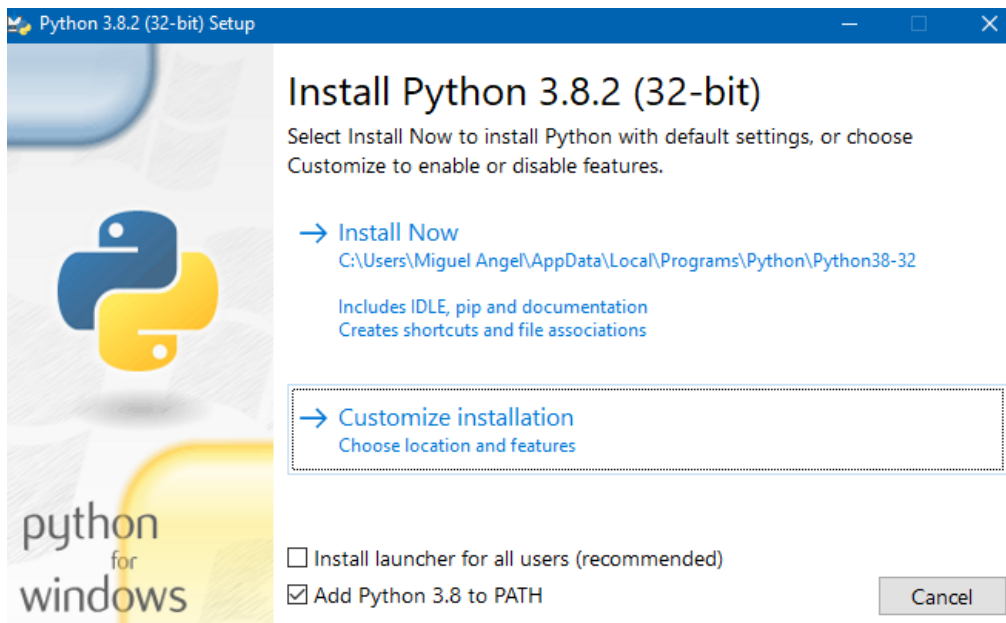 Python 3.8.2 (32-bit) Setup
Install Python 3.8.2 (32-bit)
Select Install Now to install Python with default settings, or choose
Customize to enable or disable features.
Install Now
C:\Users\Miguel Angel\AppData\Local\Programs\Python\Python38-32
Includes IDLE, pip and documentation
Creates shortcuts and file associations
Customize installation
Choose location and features
python
for
windows
Install launcher for all users (recommended)
Add Python 3.8 to PATH
Cancel